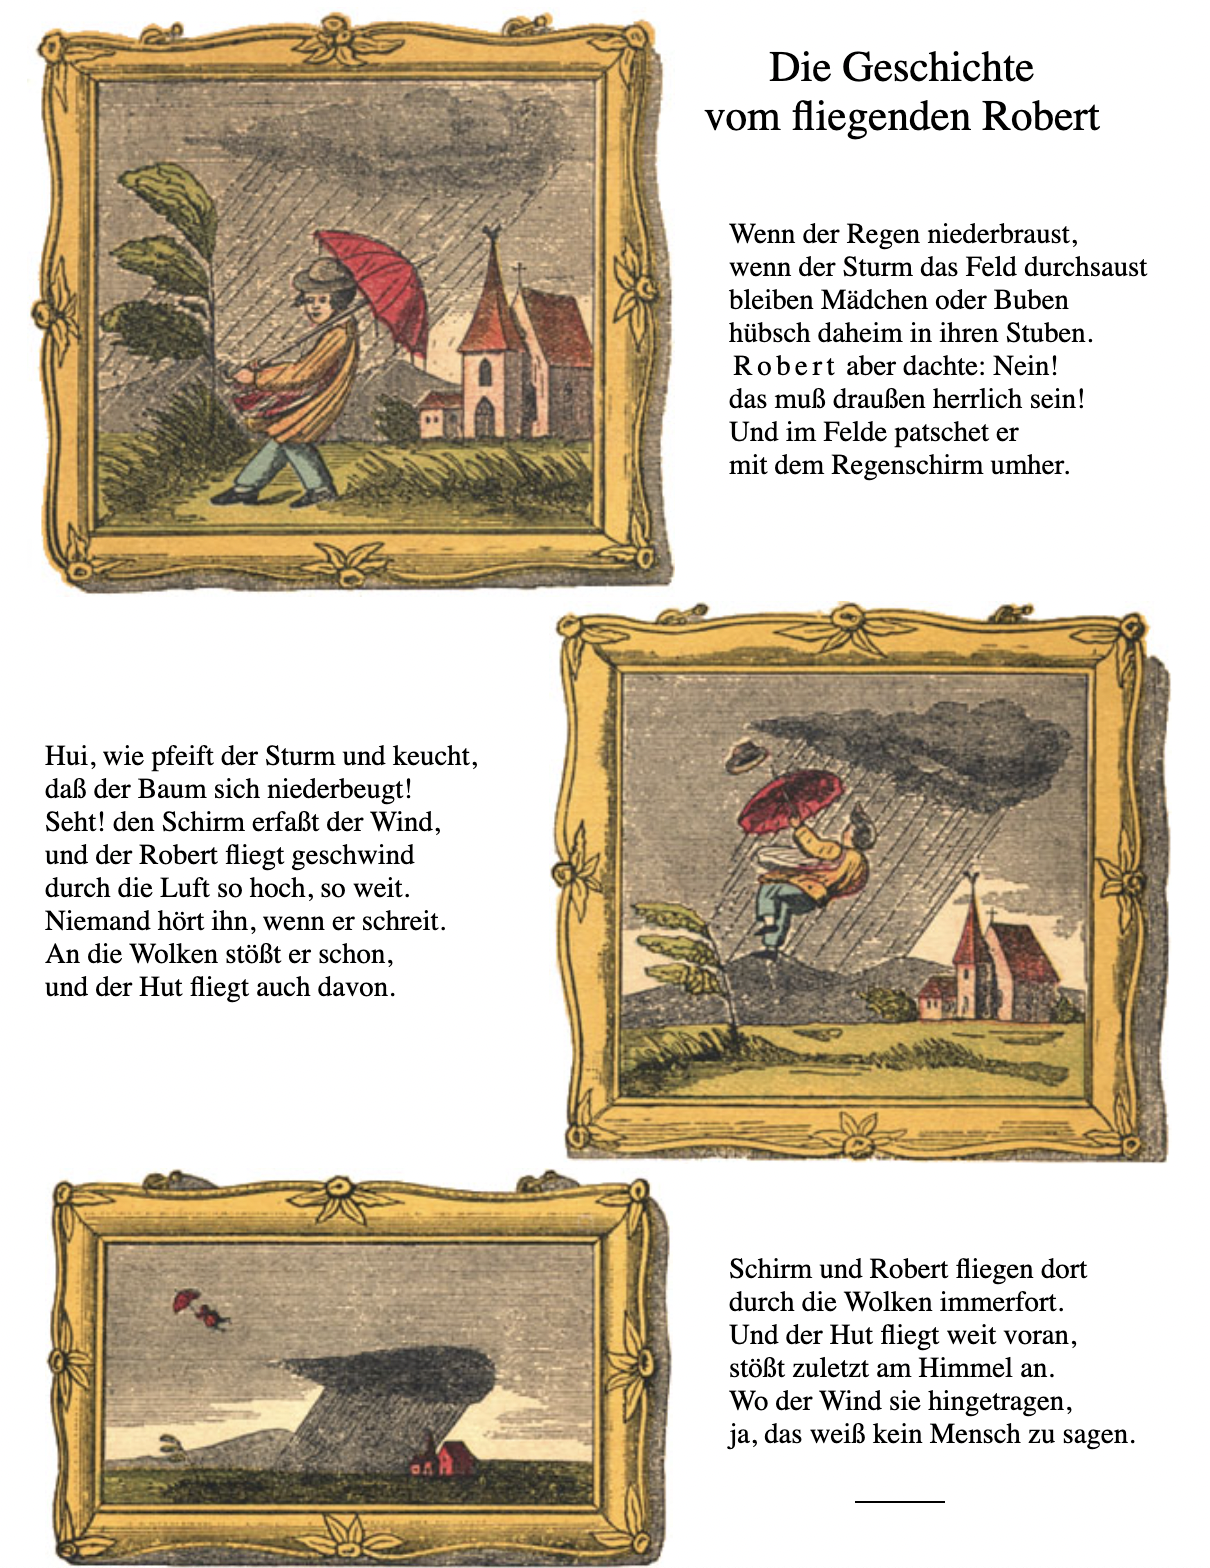 Die Geschichte
vom fliegenden Robert
Wenn der Regen niederbraust,
wenn der Sturm das Feld durchsaust
bleiben Mädchen oder Buben
hübsch daheim in ihren Stuben.
Robert aber dachte: Nein!
das muß draußen herrlich sein!
Und im Felde patschet er
mit dem Regenschirm umher.
Hui, wie pfeift der Sturm und keucht,
daß der Baum sich niederbeugt!
Seht! den Schirm erfaßt der Wind,
und der Robert fliegt geschwind
durch die Luft so hoch, so weit.
Niemand hört ihn, wenn er schreit.
An die Wolken stößt er schon,
und der Hut fliegt auch davon.
Schirm und Robert fliegen dort
durch die Wolken immerfort.
Und der Hut fliegt weit voran,
stößt zuletzt am Himmel an.
Wo der Wind sie hingetragen,
ja, das weiß kein Mensch zu sagen.